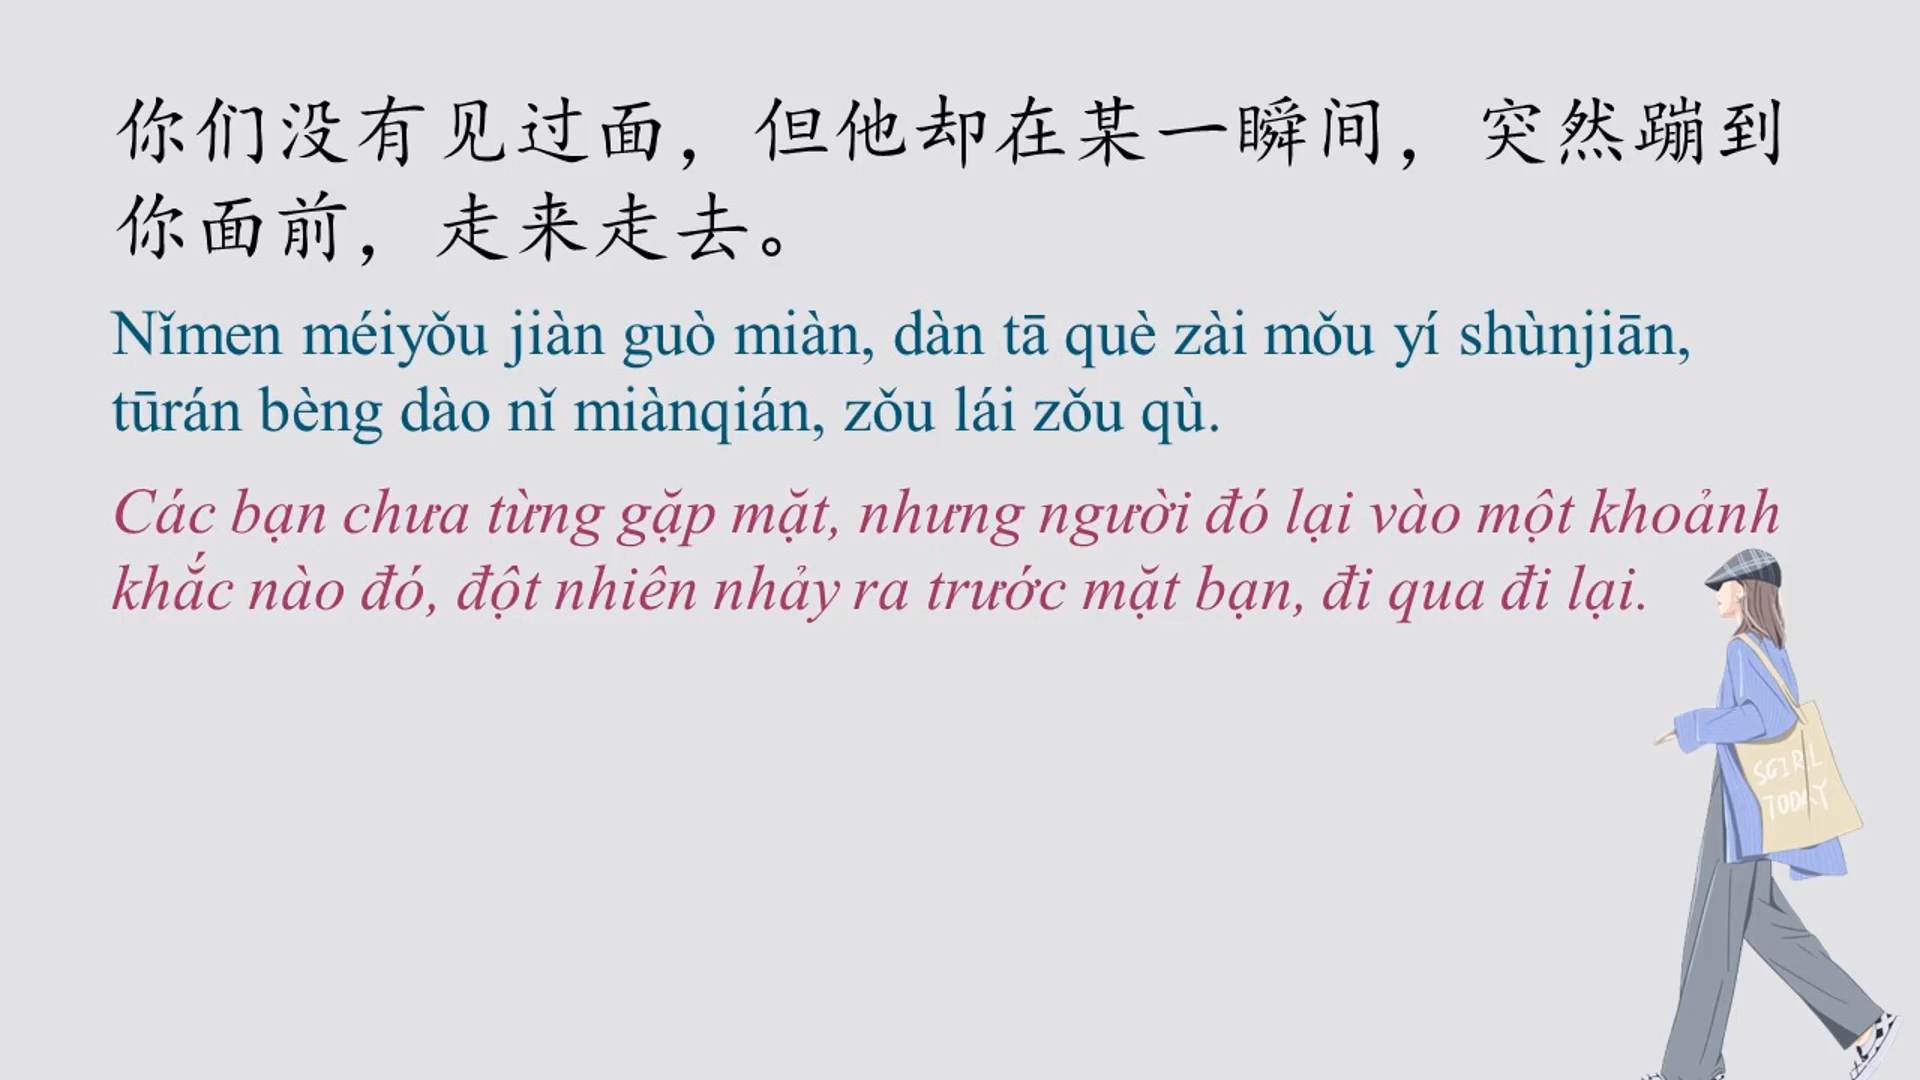 你们没有见过面，但他却在某一瞬间，突然蹦到
你面前，走来走去。
Nǐmen méiyǒu jiàn guò miàn, dàn tā què zài mǒu yí shùnjiān,
tūrán bèng dào nǐ miànqián, zǒu lái zǒu qù.
Các bạn chưa từng gặp mặt, nhưng người đó lại vào một khoảnh
khắc nào đó, đột nhiên nhảy ra trước mặt bạn, đi qua đi lại.
SGIRL
TODAY